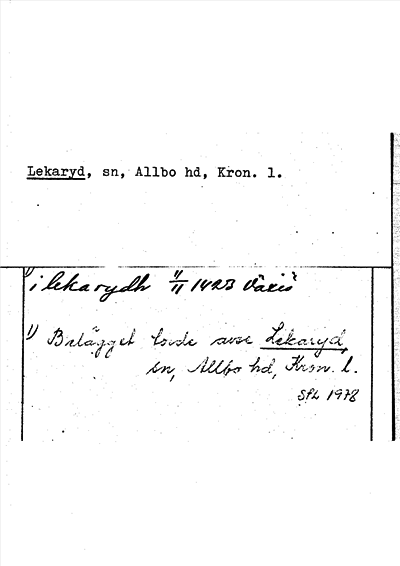 Lekaryd, sn, Allbo hd, Kron. l.
1) i lekarydh 4/11 1423 Växiö
1) Belägget torde avse Lekaryd,
sn, Allbo hd, Kron. l.
SFL 1978